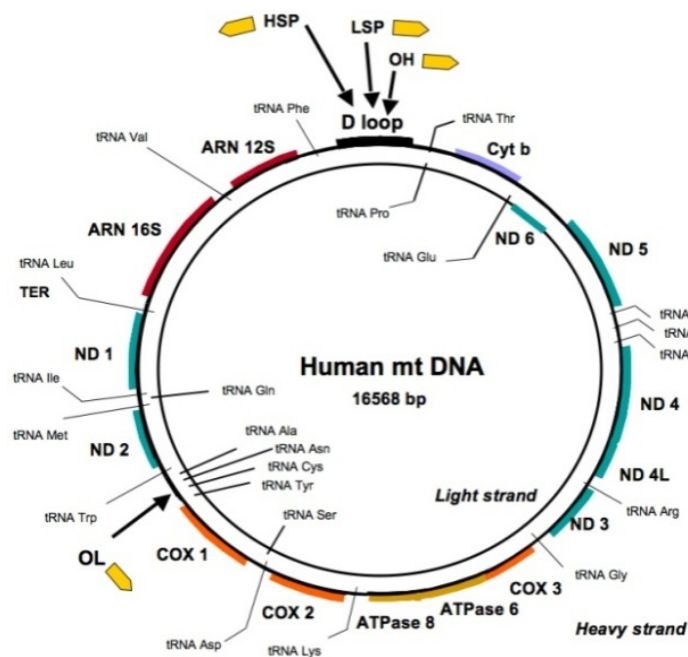 HSP
LSP
OH
D loop
tRNA Phe
tRNA Thr
tRNA Val
ARN 12S
Cyt b
tRNA Pro
ARN 16S
ND 6
ND 5
tRNA Glu
tRNA Leu
TER
tRNA
tRNA
tRNA
ND 1
Human mt DNA
16568 bp
tRNA Ile
tRNA Gln
ND 4
tRNA Met
ND 2
tRNA Ala
tRNA Asn
tRNA Cys
tRNA Tyr
ND 4L
Light strand
tRNA Trp
tRNA Ser
ND 3
tRNA Arg
OL
COX 1
tRNA Gly
COX 3
COX 2
ATPase 8
ATPase 6
tRNA Asp
tRNA Lys
Heavy strand